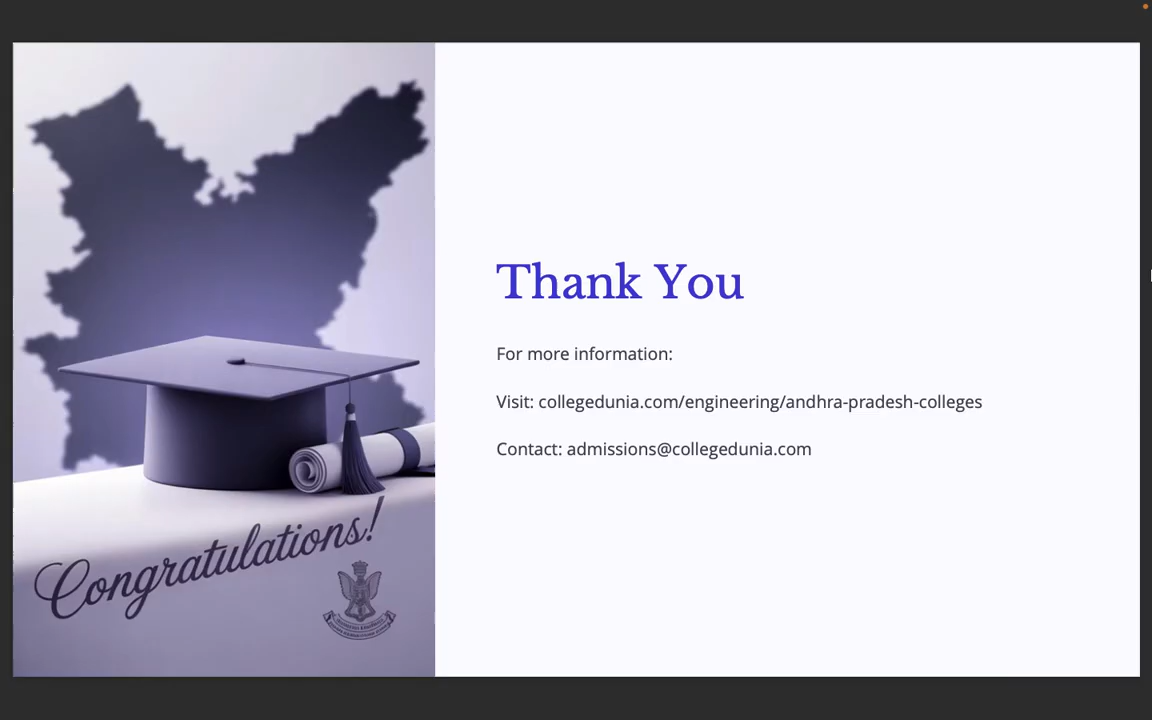 Thank You
For more information:
Visit: collegedunia.com/engineering/andhra-pradesh-colleges
Contact: admissions@collegedunia.com
Congratulations!